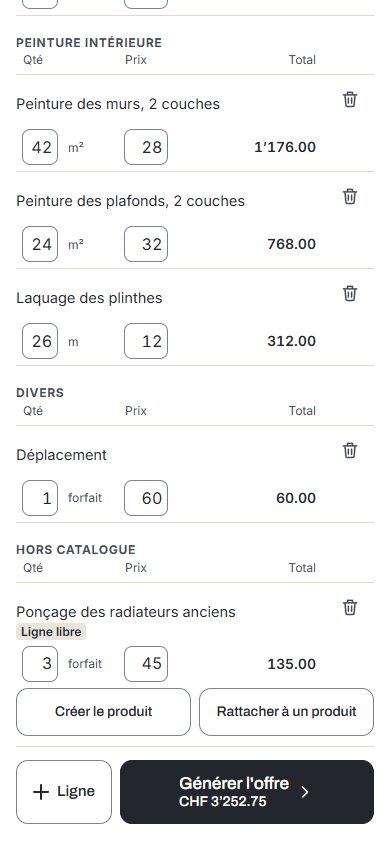 PEINTURE INTÉRIEURE
Qté Prix Total
Peinture des murs, 2 couches
42 m² 28 1’176.00
Peinture des plafonds, 2 couches
24 m² 32 768.00
Laquage des plinthes
26 m 12 312.00
DIVERS
Qté Prix Total
Déplacement
1 forfait 60 60.00
HORS CATALOGUE
Qté Prix Total
Ponçage des radiateurs anciens
Ligne libre
3 forfait 45 135.00
Créer le produit Rattacher à un produit
+ Ligne Générer l'offre
CHF 3’252.75